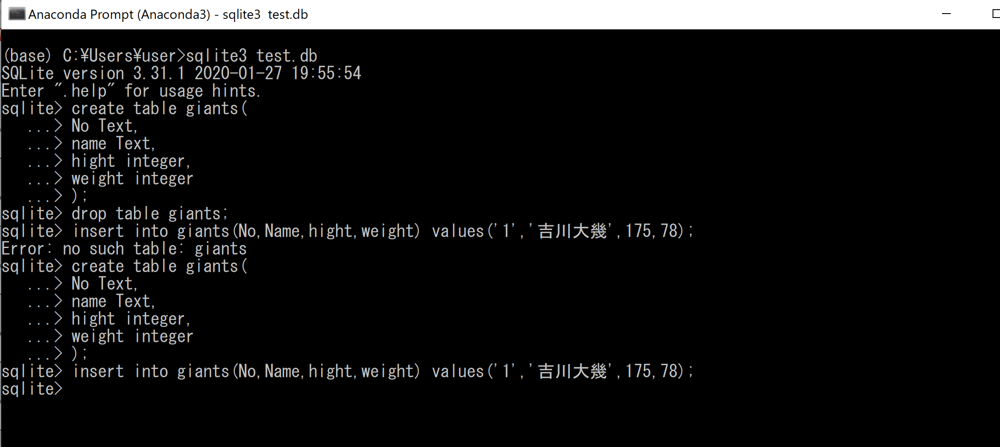 Anaconda Prompt (Anaconda3) - sqlite3  test.db
(base) C:¥Users¥user>sqlite3 test.db
SQLite version 3.31.1 2020-01-27 19:55:54
Enter ".help" for usage hints.
sqlite> create table giants(
   ...> No Text,
   ...> name Text,
   ...> hight integer,
   ...> weight integer
   ...> );
sqlite> drop table giants;
sqlite> insert into giants(No,Name,hight,weight) values('1','吉川大幾',175,78);
Error: no such table: giants
sqlite> create table giants(
   ...> No Text,
   ...> name Text,
   ...> hight integer,
   ...> weight integer
   ...> );
sqlite> insert into giants(No,Name,hight,weight) values('1','吉川大幾',175,78);
sqlite>